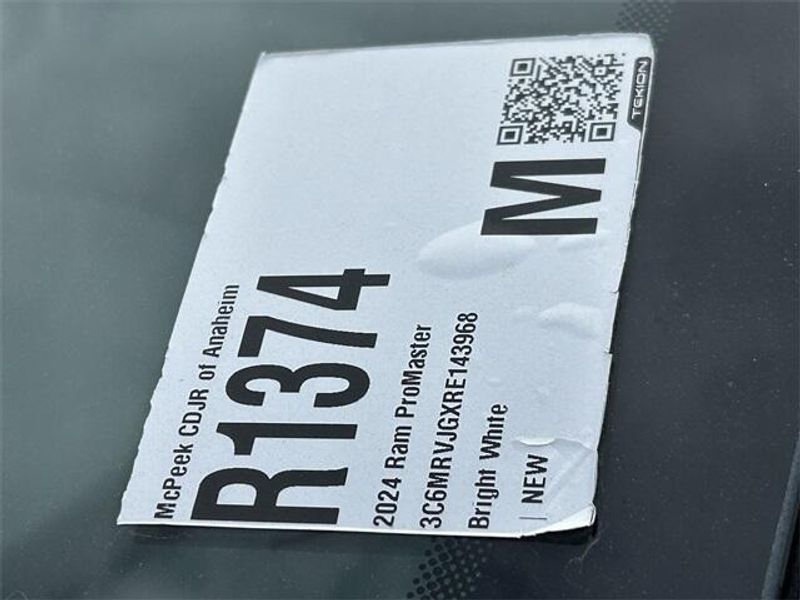 McPeek CDJR of Anaheim
R1374
2024 Ram ProMaster
3C6MRVJGXRE143968
Bright White
| NEW
M
TEKION